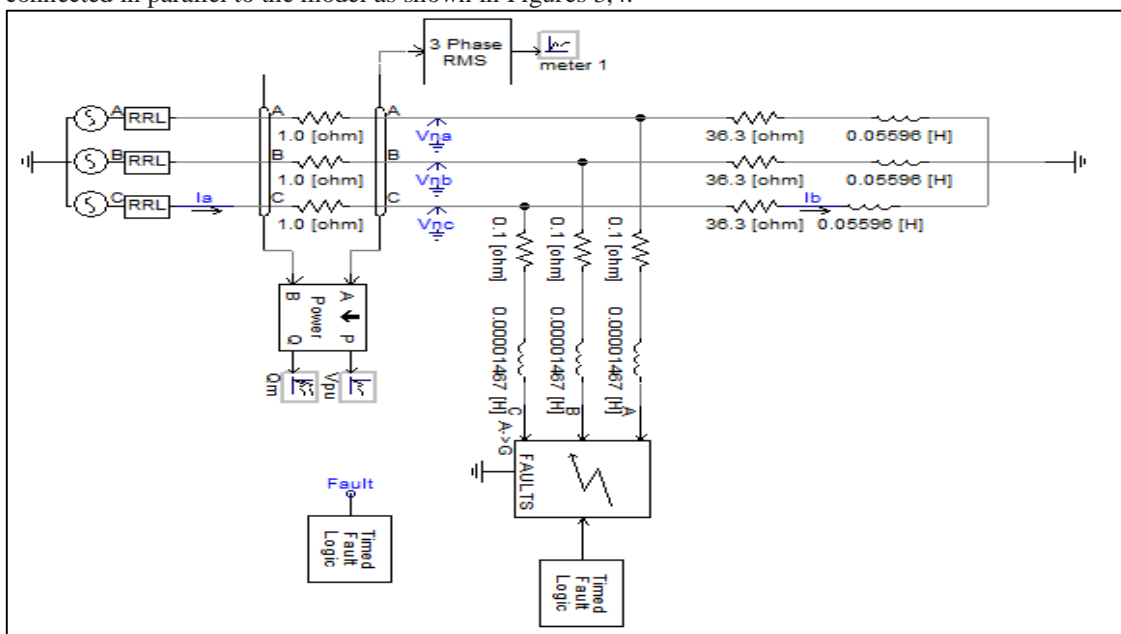 connected in parallel to the model as shown in Figures 3,4.
3 Phase
RMS
meter 1
A RRL A A
1.0 [ohm] Vna 36.3 [ohm] 0.05596 [H]
B RRL B B
1.0 [ohm] Vnb 36.3 [ohm] 0.05596 [H]
C RRL Ia C C Ib
1.0 [ohm] Vnc 36.3 [ohm] 0.05596 [H]
0.1 [ohm]
0.1 [ohm]
0.1 [ohm]
0.00001467 [H]
0.00001467 [H]
0.00001467 [H]
B A
Power
Q P
Qm
Vpu
C B A
A->G
FAULTS
Fault
Timed
Fault
Logic
Timed
Fault
Logic